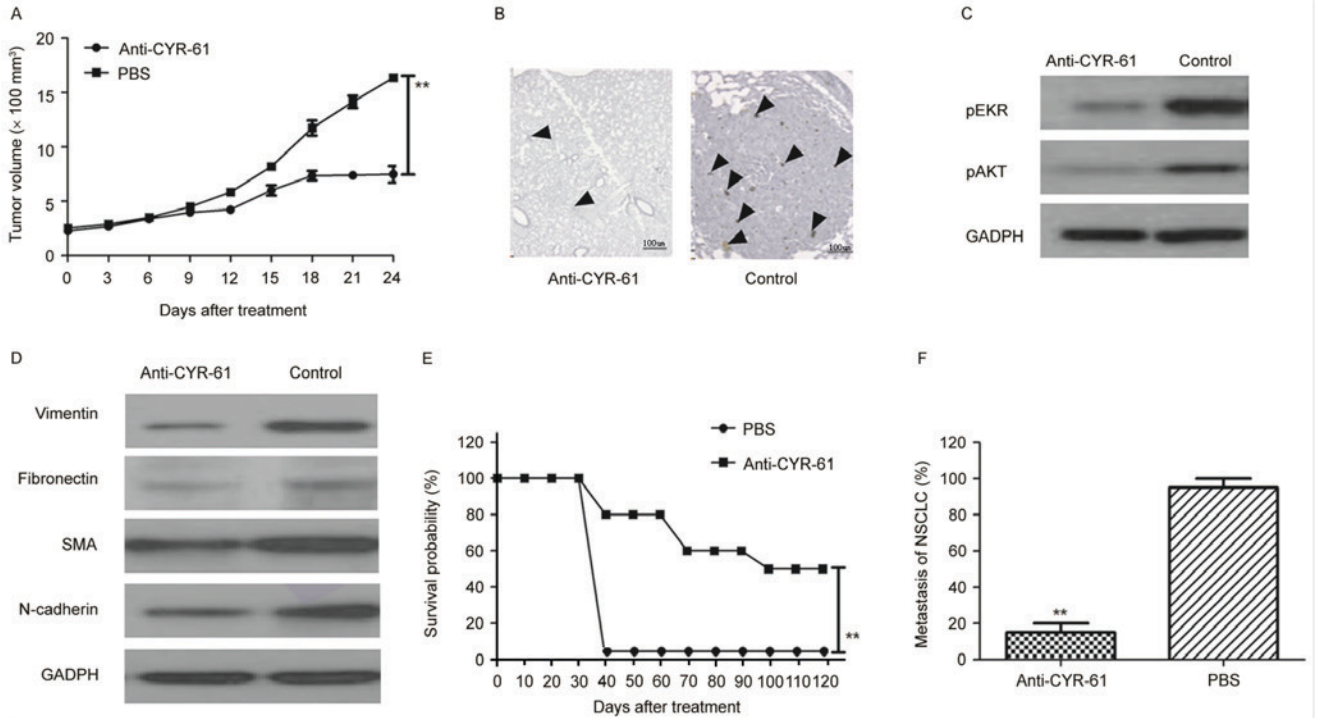 A
Tumor volume (× 100 mm³)
20
15
10
5
0
Anti-CYR-61
PBS
**
0 3 6 9 12 15 18 21 24
Days after treatment
B
100um
100um
Anti-CYR-61 Control
C
Anti-CYR-61 Control
pEKR
pAKT
GADPH
D
Anti-CYR-61 Control
Vimentin
Fibronectin
SMA
N-cadherin
GADPH
E
PBS
Anti-CYR-61
Survival probability (%)
120
100
80
60
40
20
0
**
0 10 20 30 40 50 60 70 80 90 100 110 120
Days after treatment
F
Metastasis of NSCLC (%)
120
100
80
60
40
20
0
**
Anti-CYR-61 PBS